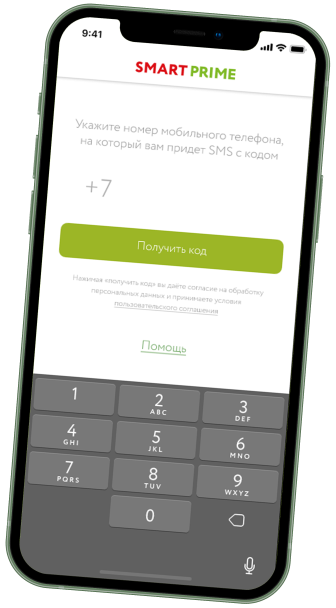 9:41
SMART PRIME
Укажите номер мобильного телефона,
на который вам придет SMS с кодом
+7
Получить код
Нажимая «получить код» вы даёте согласие на обработку
персональных данных и принимаете условия
пользовательского соглашения
Помощь
1 2 3
ABC DEF
4 5 6
GHI JKL MNO
7 8 9
PQRS TUV WXYZ
0